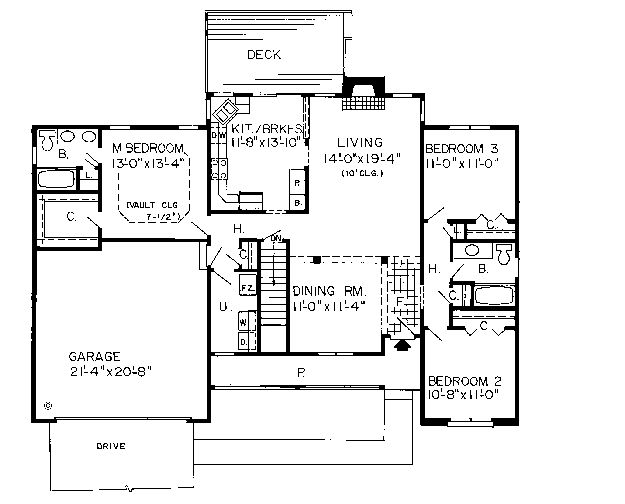 DECK
KIT./BRKFS.
11'-8"x13'-10"
D.W.
LIVING
14'-0"x19'-4"
(10' CLG.)
M BEDROOM
13'-0"x13'-4"
(VAULT CLG
7'-1/2")
B.
L.
C.
BEDROOM 3
11'-0"x11'-0"
P.
B.
C.
H.
DN
C.
H.
B.
FZ.
U.
DINING RM.
11'-0"x11'-4"
F.
C.
W
D.
C.
GARAGE
21'-4"x20'-8"
P.
BEDROOM 2
10'-8"x11'-0"
DRIVE